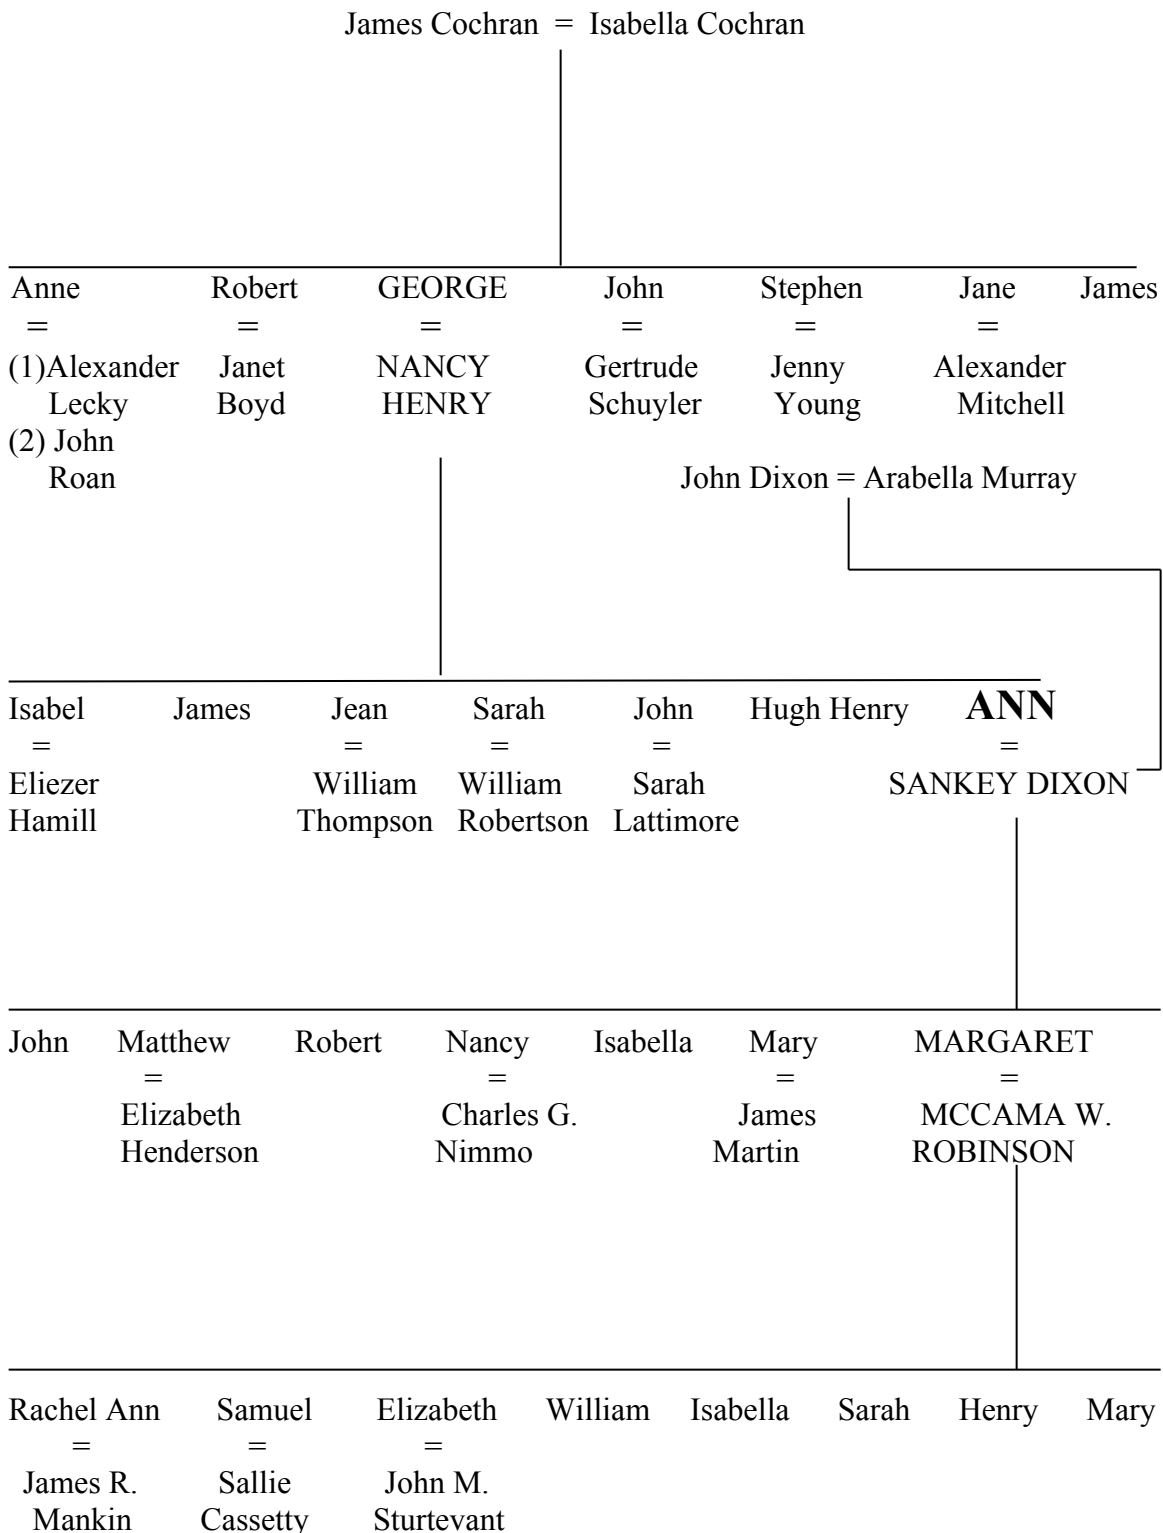 James Cochran = Isabella Cochran
Anne Robert GEORGE John Stephen Jane James
= = = = = =
(1)Alexander Janet NANCY Gertrude Jenny Alexander
Lecky Boyd HENRY Schuyler Young Mitchell
(2) John
Roan John Dixon = Arabella Murray
Isabel James Jean Sarah John Hugh Henry ANN
= = = = =
Eliezer William William Sarah SANKEY DIXON
Hamill Thompson Robertson Lattimore
John Matthew Robert Nancy Isabella Mary MARGARET
= = = =
Elizabeth Charles G. James MCCAMA W.
Henderson Nimmo Martin ROBINSON
Rachel Ann Samuel Elizabeth William Isabella Sarah Henry Mary
= = =
James R. Sallie John M.
Mankin Cassetty Sturtevant